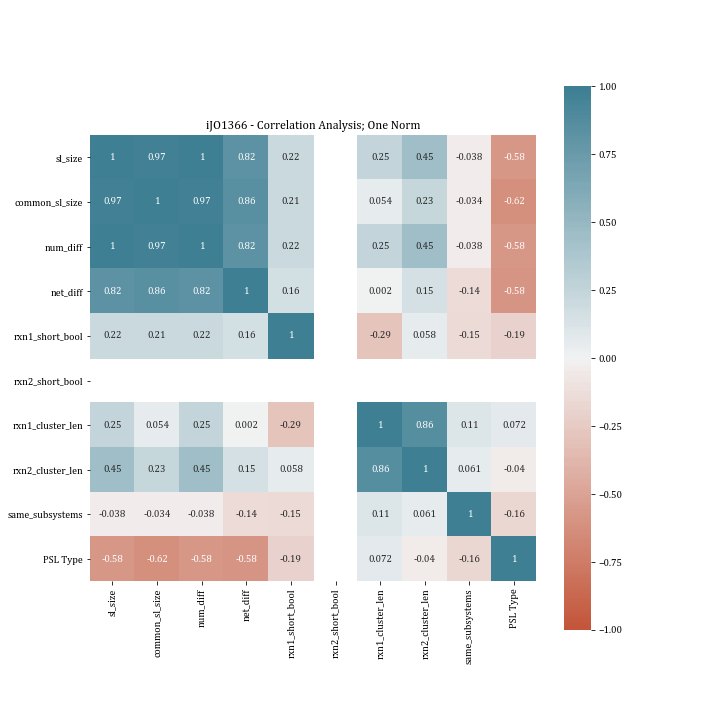 iJO1366 - Correlation Analysis; One Norm
sl_size 1 0.97 1 0.82 0.22 0.25 0.45 -0.038 -0.58
common_sl_size 0.97 1 0.97 0.86 0.21 0.054 0.23 -0.034 -0.62
num_diff 1 0.97 1 0.82 0.22 0.25 0.45 -0.038 -0.58
net_diff 0.82 0.86 0.82 1 0.16 0.002 0.15 -0.14 -0.58
rxn1_short_bool 0.22 0.21 0.22 0.16 1 -0.29 0.058 -0.15 -0.19
rxn2_short_bool
rxn1_cluster_len 0.25 0.054 0.25 0.002 -0.29 1 0.86 0.11 0.072
rxn2_cluster_len 0.45 0.23 0.45 0.15 0.058 0.86 1 0.061 -0.04
same_subsystems -0.038 -0.034 -0.038 -0.14 -0.15 0.11 0.061 1 -0.16
PSL Type -0.58 -0.62 -0.58 -0.58 -0.19 0.072 -0.04 -0.16 1
sl_size
common_sl_size
num_diff
net_diff
rxn1_short_bool
rxn2_short_bool
rxn1_cluster_len
rxn2_cluster_len
same_subsystems
PSL Type
1.00
0.75
0.50
0.25
0.00
−0.25
−0.50
−0.75
−1.00